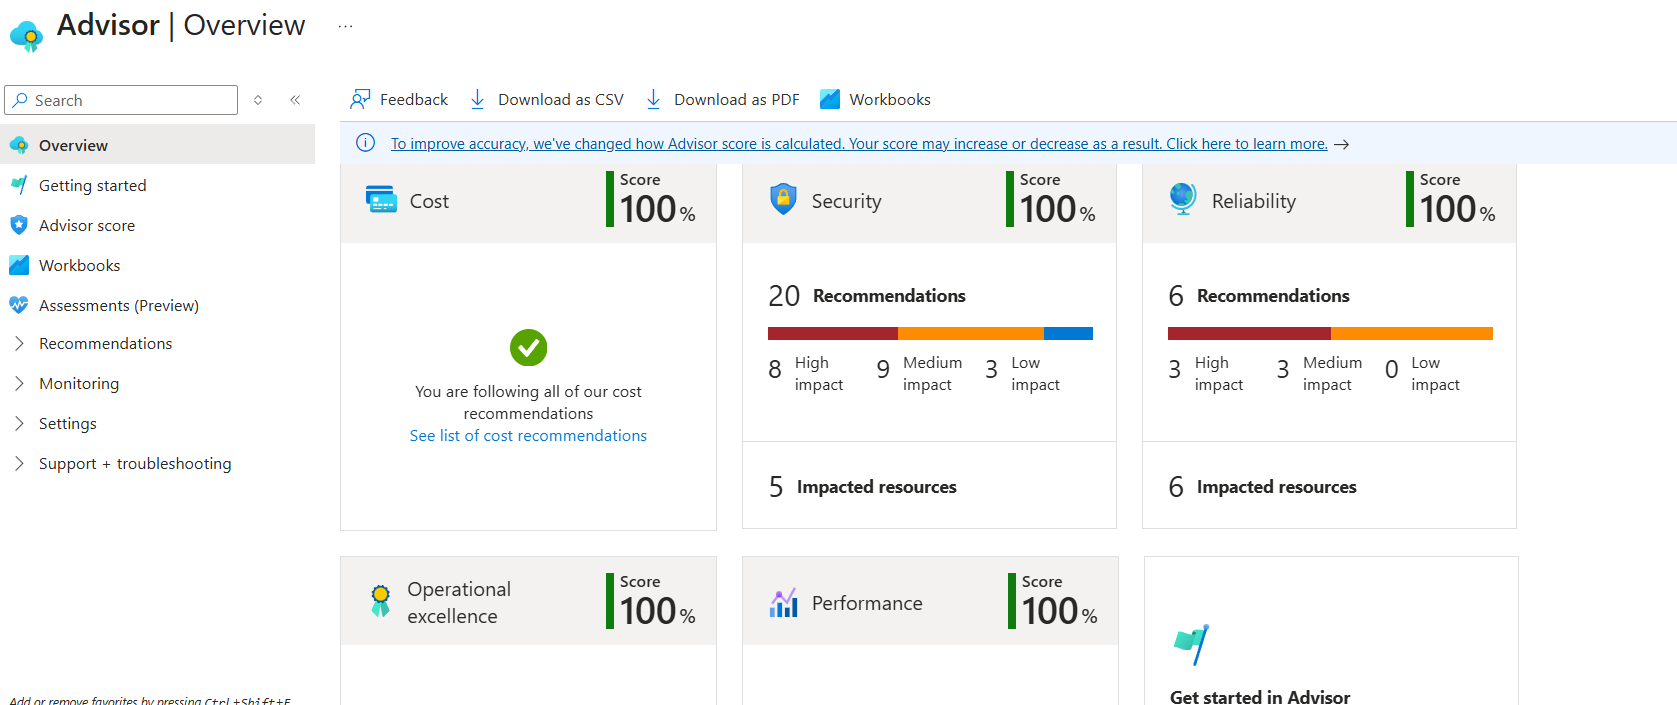 Advisor | Overview ...
Search
Overview
Getting started
Advisor score
Workbooks
Assessments (Preview)
Recommendations
Monitoring
Settings
Support + troubleshooting
Add or remove favorites by pressing Ctrl+Shift+F
Feedback Download as CSV Download as PDF Workbooks
To improve accuracy, we've changed how Advisor score is calculated. Your score may increase or decrease as a result. Click here to learn more. →
Cost
Score
100 %
You are following all of our cost
recommendations
See list of cost recommendations
Security
Score
100 %
20 Recommendations
8 High
impact
9 Medium
impact
3 Low
impact
5 Impacted resources
Reliability
Score
100 %
6 Recommendations
3 High
impact
3 Medium
impact
0 Low
impact
6 Impacted resources
Operational
excellence
Score
100 %
Performance
Score
100 %
Get started in Advisor